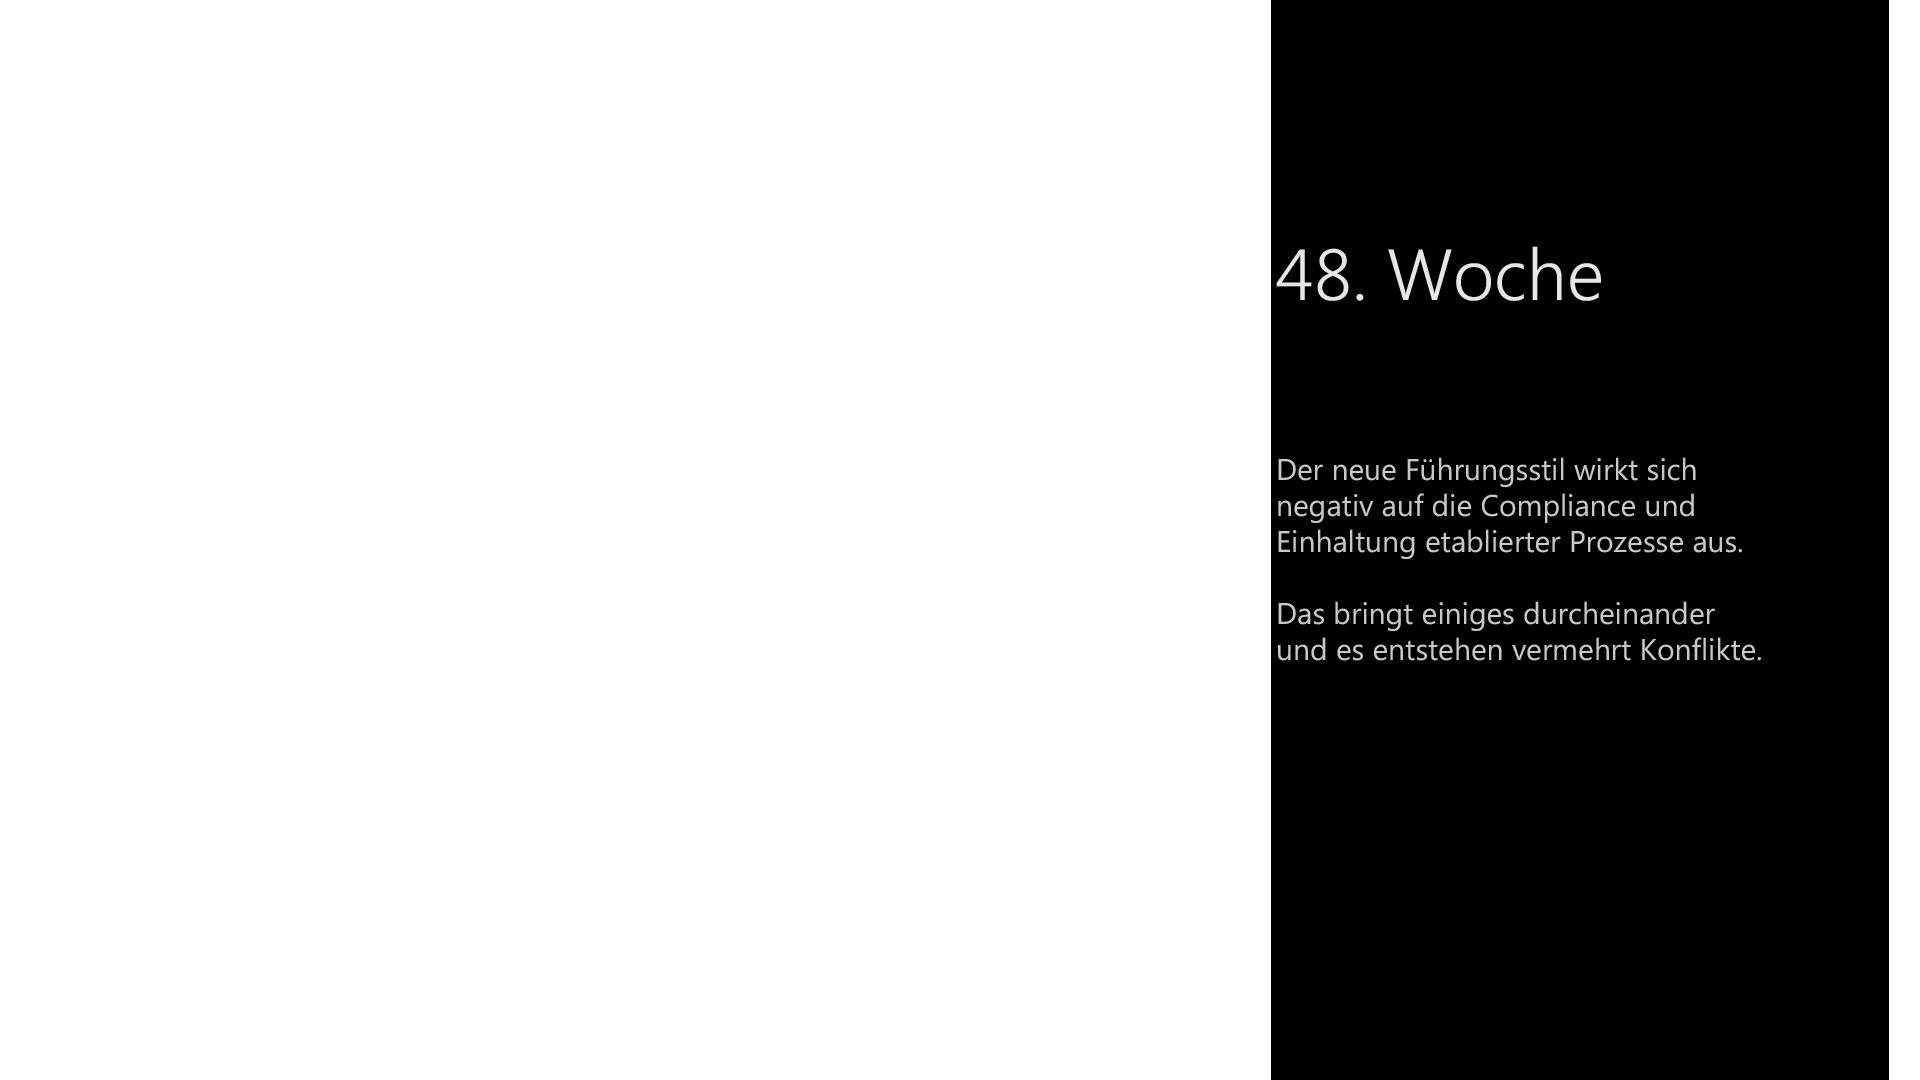 48. Woche
Der neue Führungsstil wirkt sich
negativ auf die Compliance und
Einhaltung etablierter Prozesse aus.
Das bringt einiges durcheinander
und es entstehen vermehrt Konflikte.